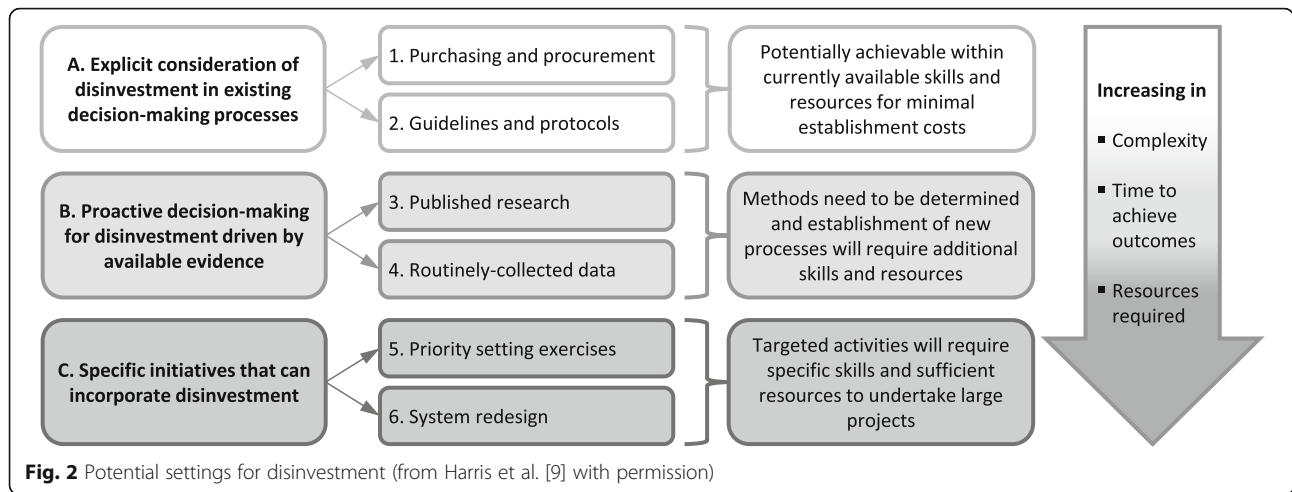 A. Explicit consideration of
disinvestment in existing
decision-making processes
1. Purchasing and procurement
2. Guidelines and protocols
Potentially achievable within
currently available skills and
resources for minimal
establishment costs
B. Proactive decision-making
for disinvestment driven by
available evidence
3. Published research
4. Routinely-collected data
Methods need to be determined
and establishment of new
processes will require additional
skills and resources
C. Specific initiatives that can
incorporate disinvestment
5. Priority setting exercises
6. System redesign
Targeted activities will require
specific skills and sufficient
resources to undertake large
projects
Increasing in
▪ Complexity
▪ Time to
achieve
outcomes
▪ Resources
required
Fig. 2 Potential settings for disinvestment (from Harris et al. [9] with permission)